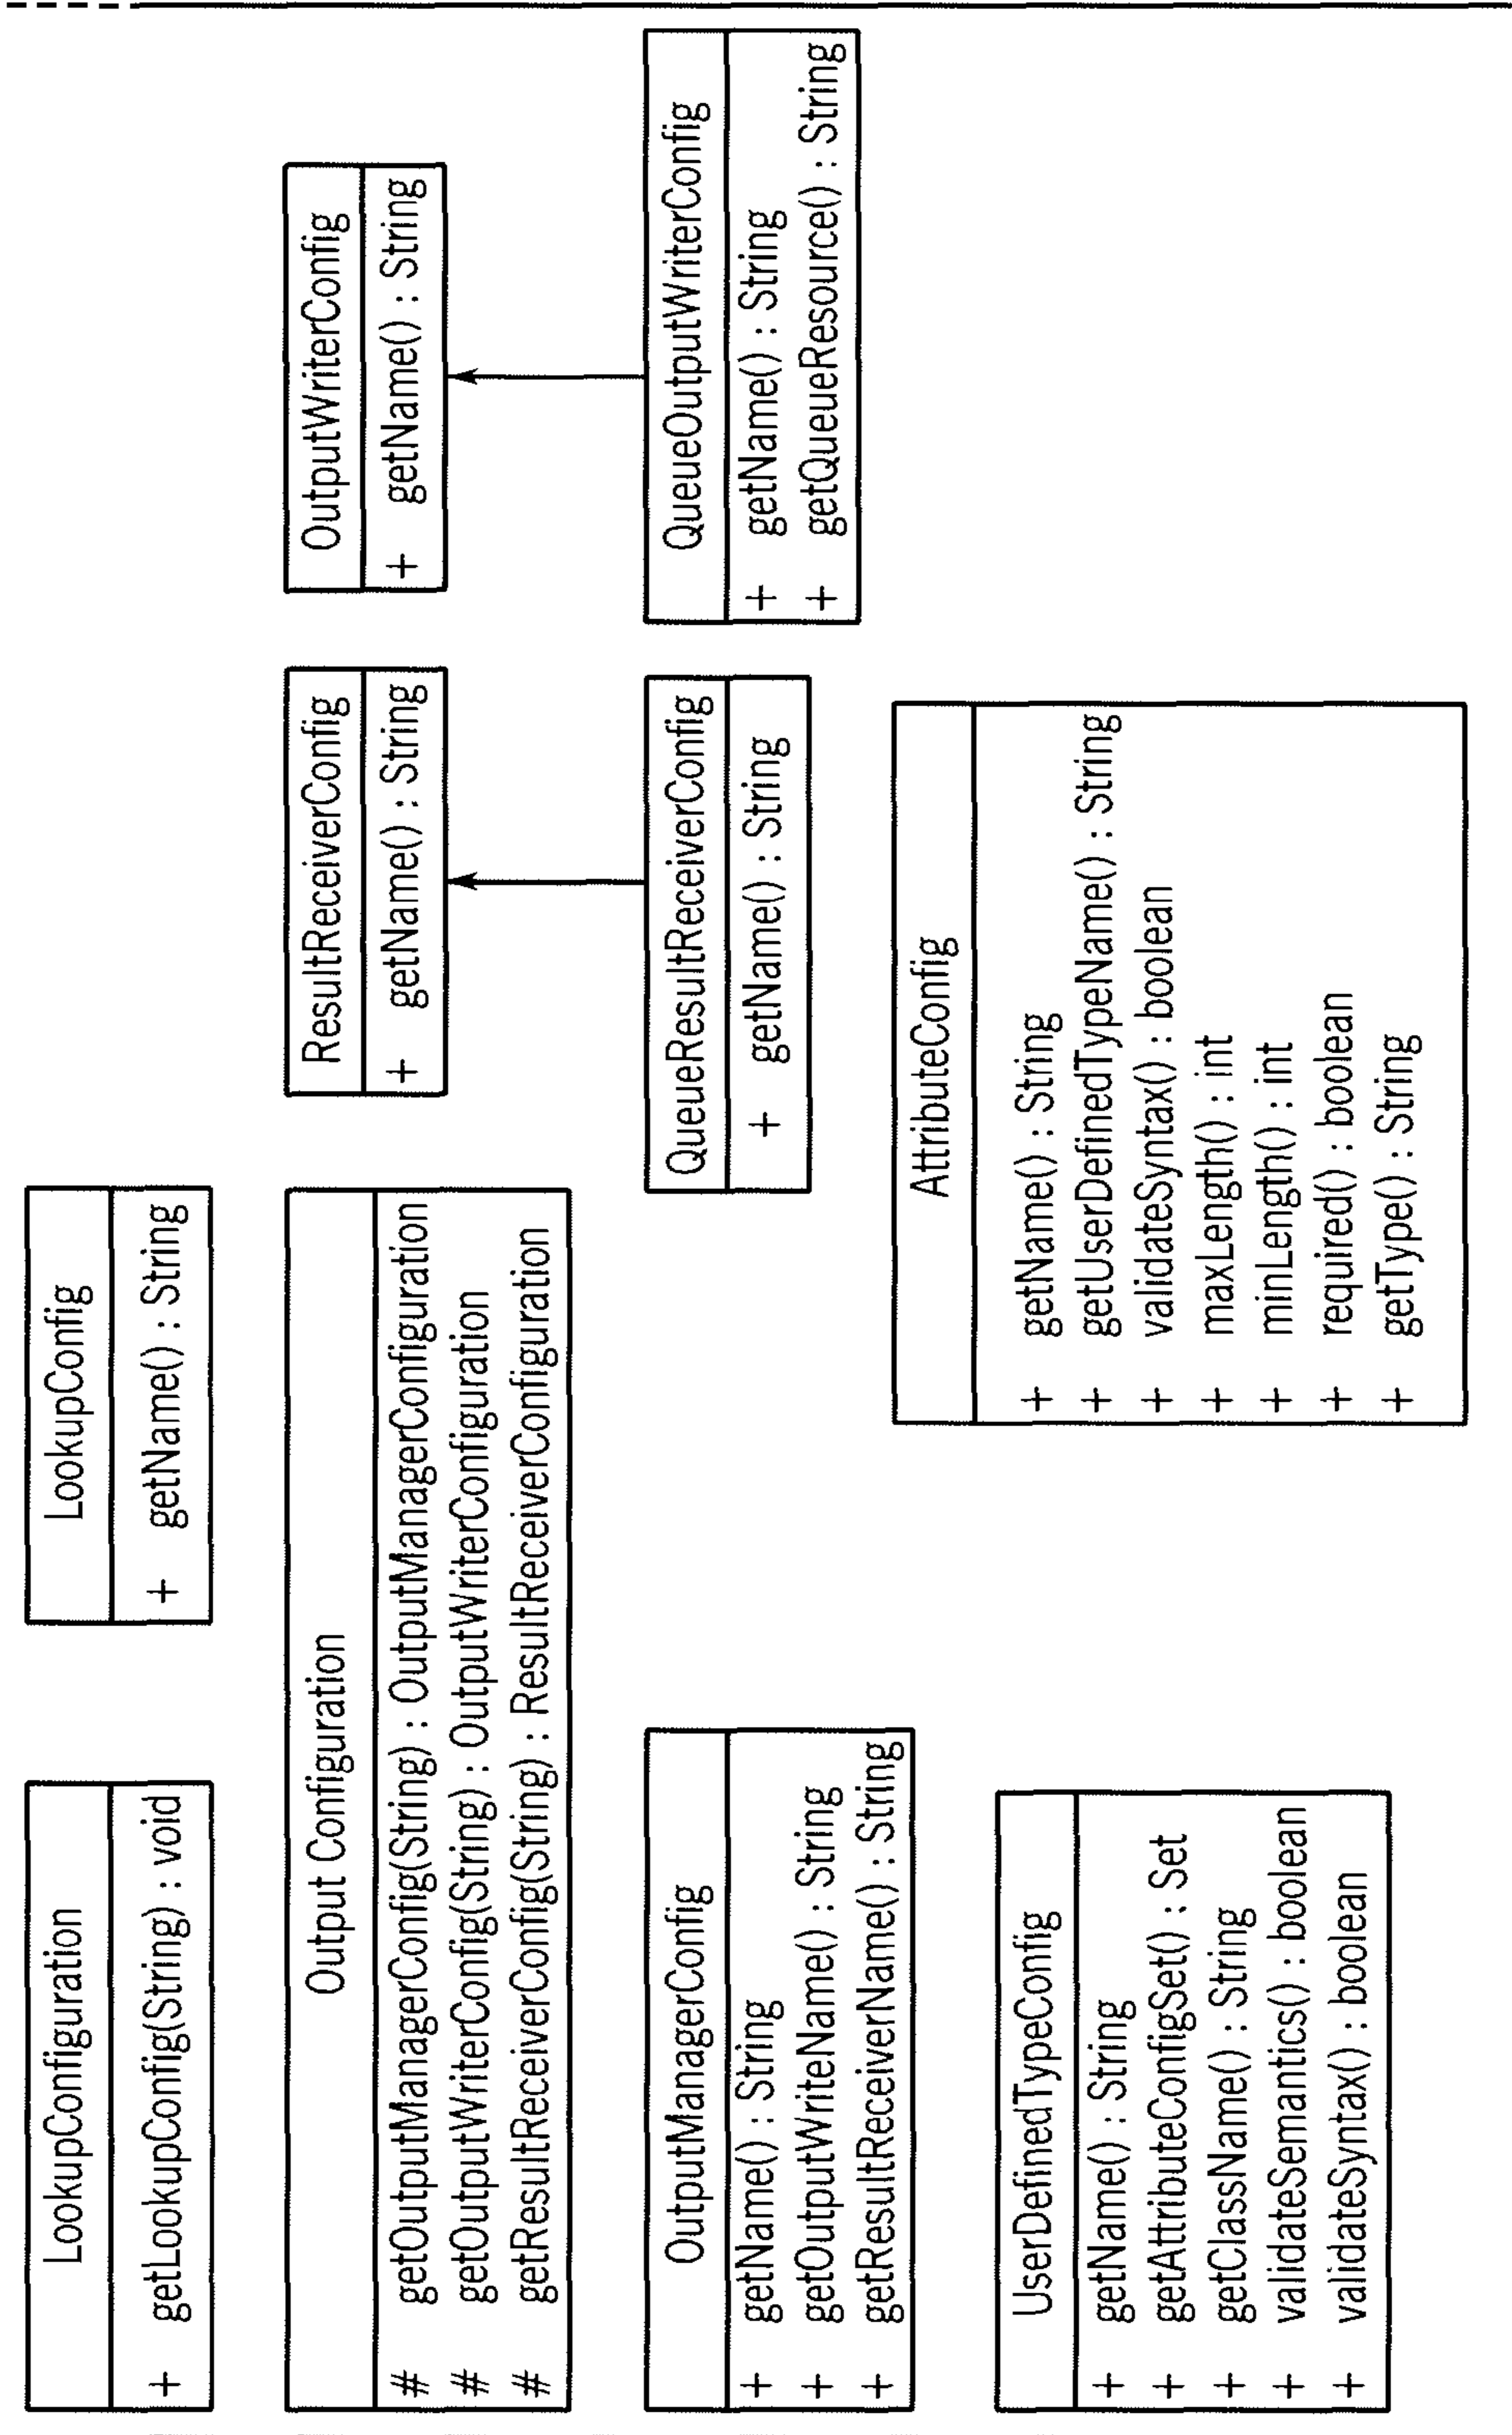 LookupConfiguration
+ getLookupConfig(String) : void
LookupConfig
+ getName() : String
Output Configuration
# getOutputManagerConfig(String) : OutputManagerConfiguration
# getOutputWriterConfig(String) : OutputWriterConfiguration
# getResultReceiverConfig(String) : ResultReceiverConfiguration
ResultReceiverConfig
+ getName() : String
OutputWriterConfig
+ getName() : String
OutputManagerConfig
+ getName() : String
+ getOutputWriteName() : String
+ getResultReceiverName() : String
QueueResultReceiverConfig
+ getName() : String
QueueOutputWriterConfig
+ getName() : String
+ getQueueResource() : String
UserDefinedTypeConfig
+ getName() : String
+ getAttributeConfigSet() : Set
+ getClassName() : String
+ validateSemantics() : boolean
+ validateSyntax() : boolean
AttributeConfig
+ getName() : String
+ getUserDefinedTypeName() : String
+ validateSyntax() : boolean
+ maxLength() : int
+ minLength() : int
+ required() : boolean
+ getType() : String